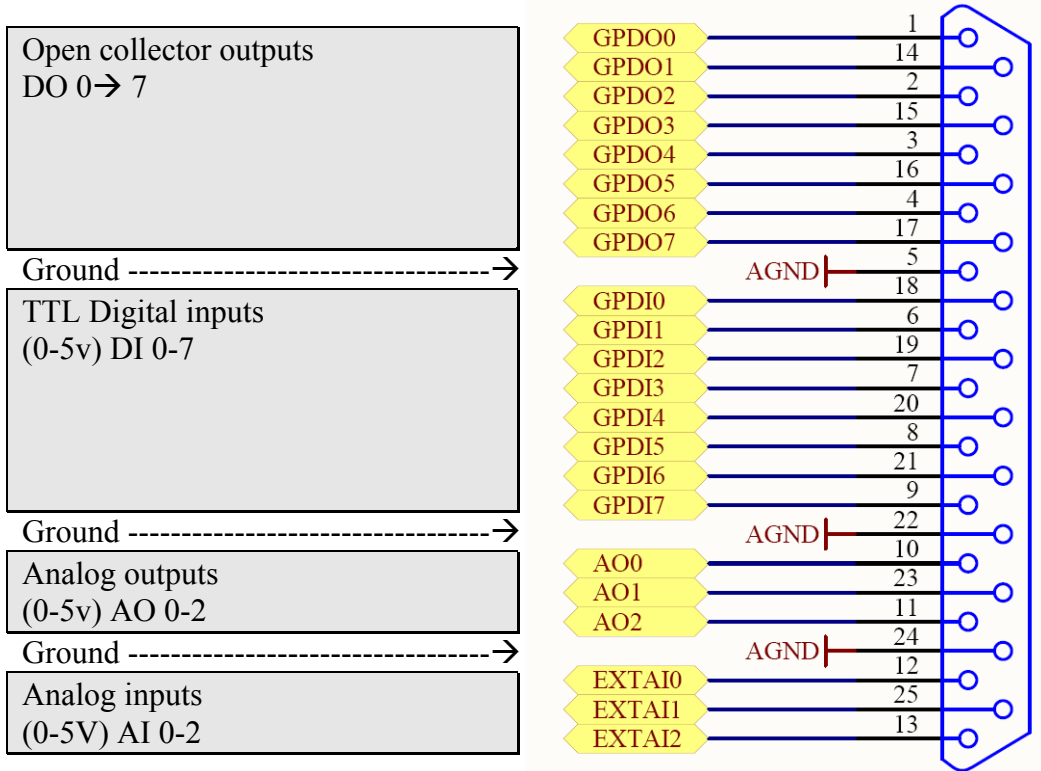 Open collector outputs
DO 0→ 7
Ground ----------------------------------→
TTL Digital inputs
(0-5v) DI 0-7
Ground ----------------------------------→
Analog outputs
(0-5v) AO 0-2
Ground ----------------------------------→
Analog inputs
(0-5V) AI 0-2
GPDO0 1
GPDO1 14
GPDO2 2
GPDO3 15
GPDO4 3
GPDO5 16
GPDO6 4
GPDO7 17
AGND 5
GPDI0 18
GPDI1 6
GPDI2 19
GPDI3 7
GPDI4 20
GPDI5 8
GPDI6 21
GPDI7 9
AGND 22
AO0 10
AO1 23
AO2 11
AGND 24
EXTAI0 12
EXTAI1 25
EXTAI2 13